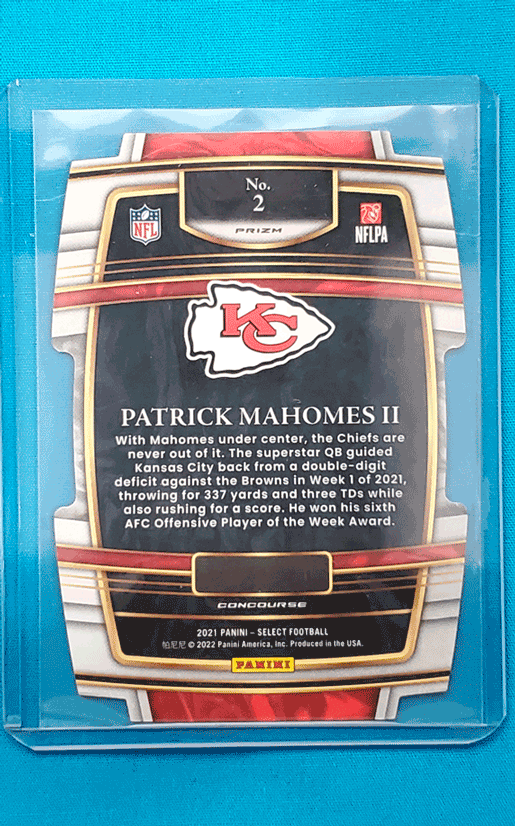 No.
2
PRIZM
NFL
NFLPA
KC
PATRICK MAHOMES II
With Mahomes under center, the Chiefs are
never out of it. The superstar QB guided
Kansas City back from a double-digit
deficit against the Browns in Week 1 of 2021,
throwing for 337 yards and three TDs while
also rushing for a score. He won his sixth
AFC Offensive Player of the Week Award.
CONCOURSE
2021 PANINI – SELECT FOOTBALL
帕尼尼 © 2022 Panini America, Inc. Produced in the USA.
PANINI